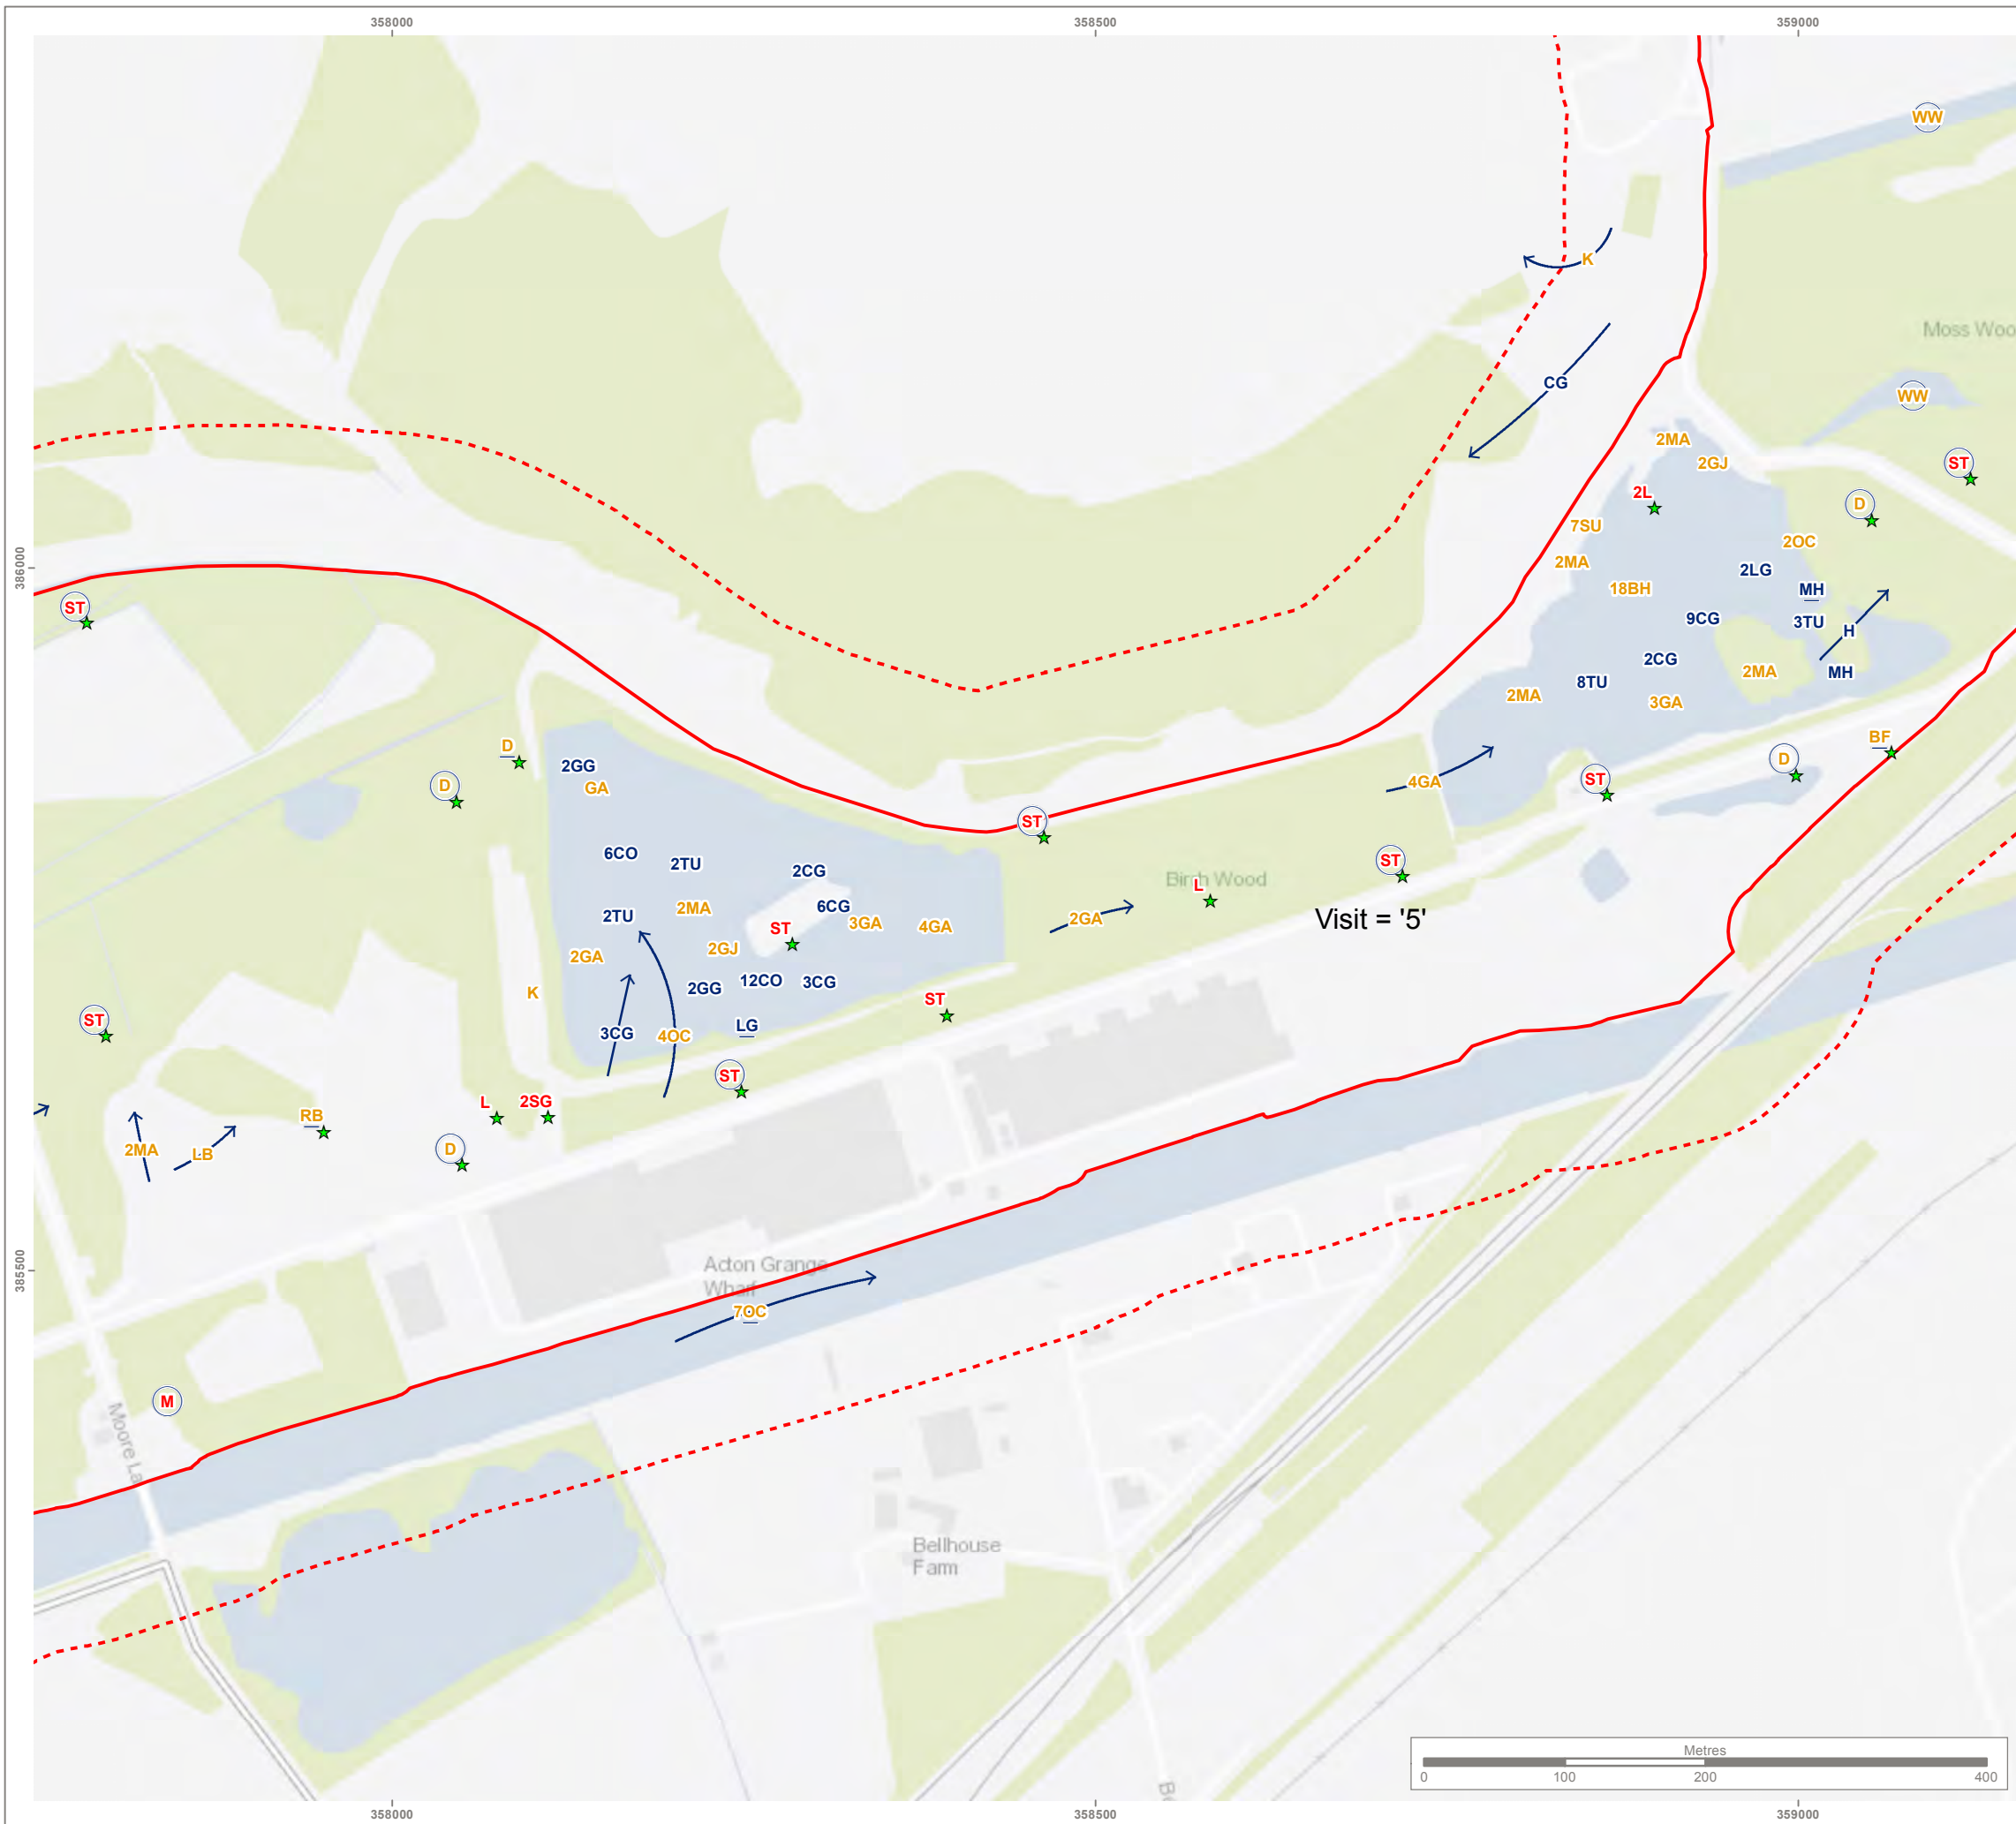 358000
358500
359000
WW
K
Moss Woo
CG
WW
2MA
2GJ
ST
2L
D
7SU
2OC
386000
2MA
2LG
18BH
MH
ST
9CG
3TU
H
2CG
2MA
MH
8TU
2MA
3GA
BF
D
2GG
D
ST
4GA
GA
D
ST
6CO
2TU
ST
2CG
Birch Wood
L
6CG
2MA
2TU
2GA
Visit = '5'
3GA
4GA
ST
2GJ
2GA
12CO
3CG
2GG
K
ST
ST
LG
3CG
4OC
ST
L
2SG
RB
D
2MA
LB
Acton Grange
Wharf
385500
7OC
M
Moore La
Bellhouse
Farm
Metres
0
100
200
400
358000
358500
359000